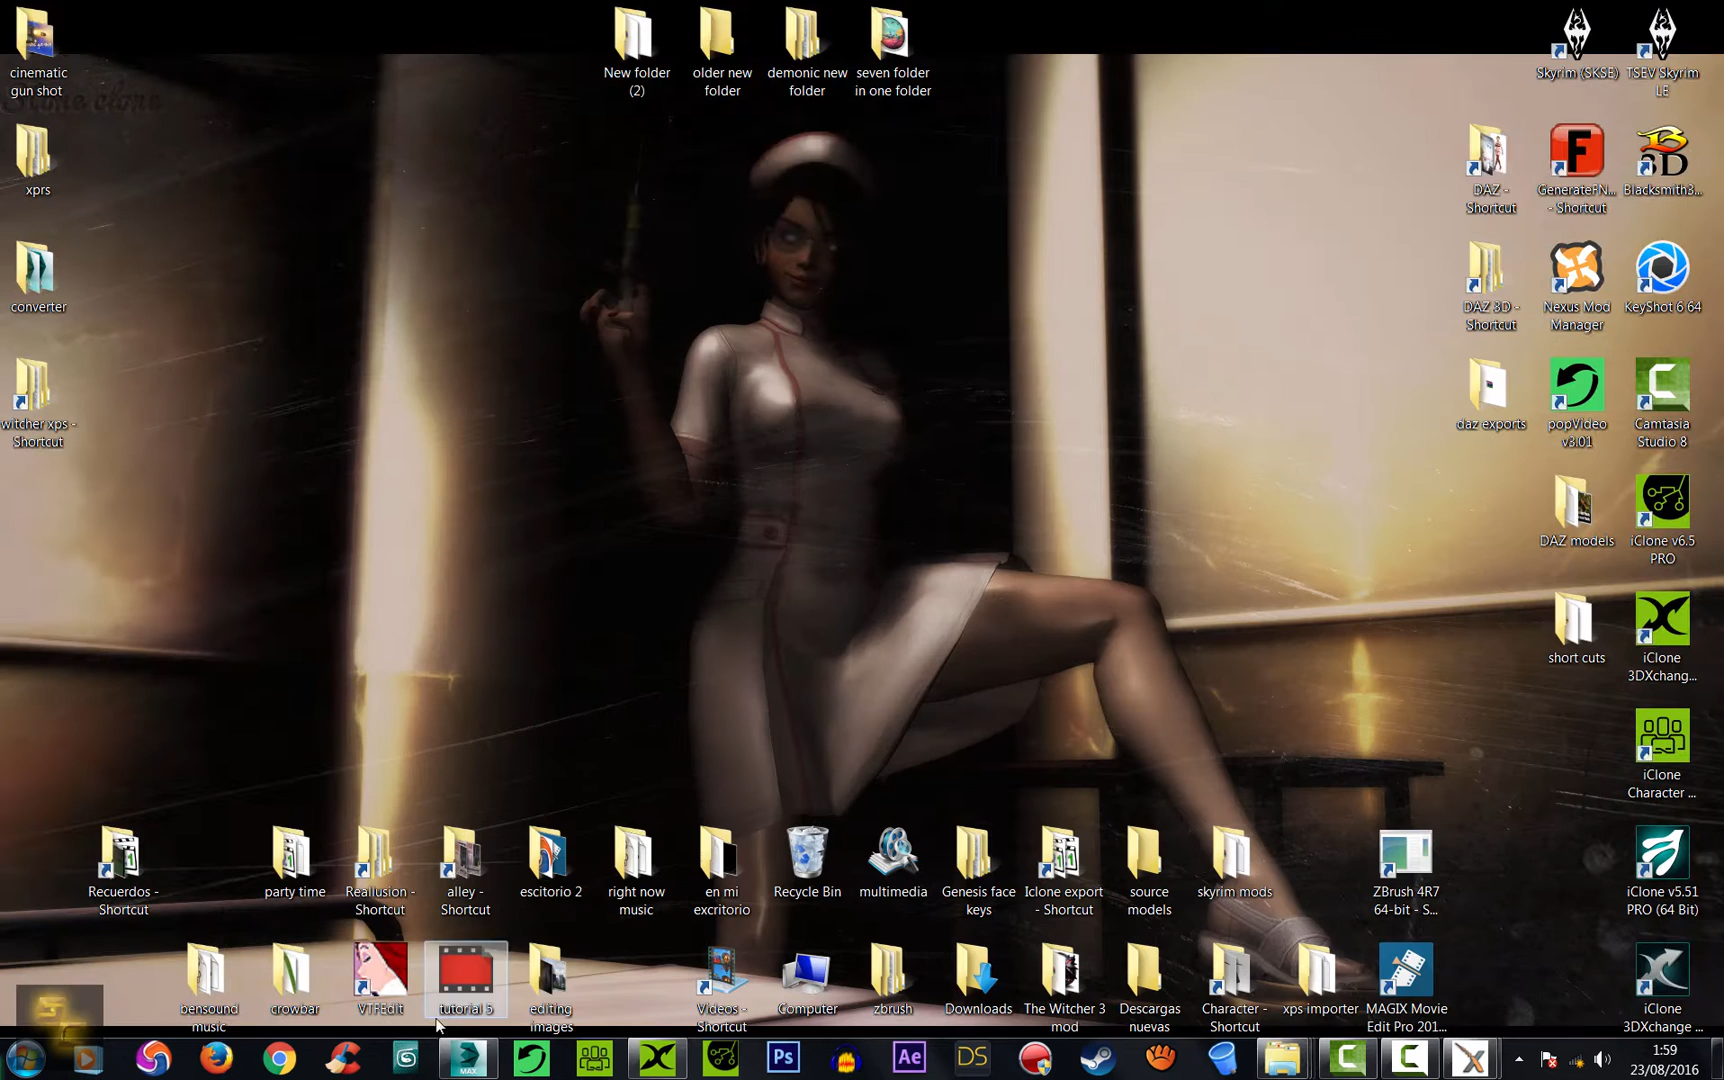 cinematic
gun shot
New folder
(2)
older new
folder
demonic new
folder
seven folder
in one folder
Skyrim (SKSE)
TSEV Skyrim
LE
Stone clone
xprs
DAZ -
Shortcut
GenerateFN...
- Shortcut
Blacksmith3...
converter
DAZ 3D -
Shortcut
Nexus Mod
Manager
KeyShot 6 64
witcher xps -
Shortcut
daz exports
popVideo
v3.01
Camtasia
Studio 8
DAZ models
iClone v6.5
PRO
short cuts
iClone
3DXchang...
iClone
Character ...
Recuerdos -
Shortcut
party time
Reallusion -
Shortcut
alley -
Shortcut
escitorio 2
right now
music
en mi
excritorio
Recycle Bin
multimedia
Genesis face
keys
Iclone export
- Shortcut
source
models
skyrim mods
ZBrush 4R7
64-bit - S...
iClone v5.51
PRO (64 Bit)
bensound
music
crowbar
VTFEdit
tutorial 5
editing
images
Videos -
Shortcut
Computer
zbrush
Downloads
The Witcher 3
mod
Descargas
nuevas
Character -
Shortcut
xps importer
MAGIX Movie
Edit Pro 201...
iClone
3DXchange ...
MAX
Ps
Ae
DS
1:59
23/08/2016